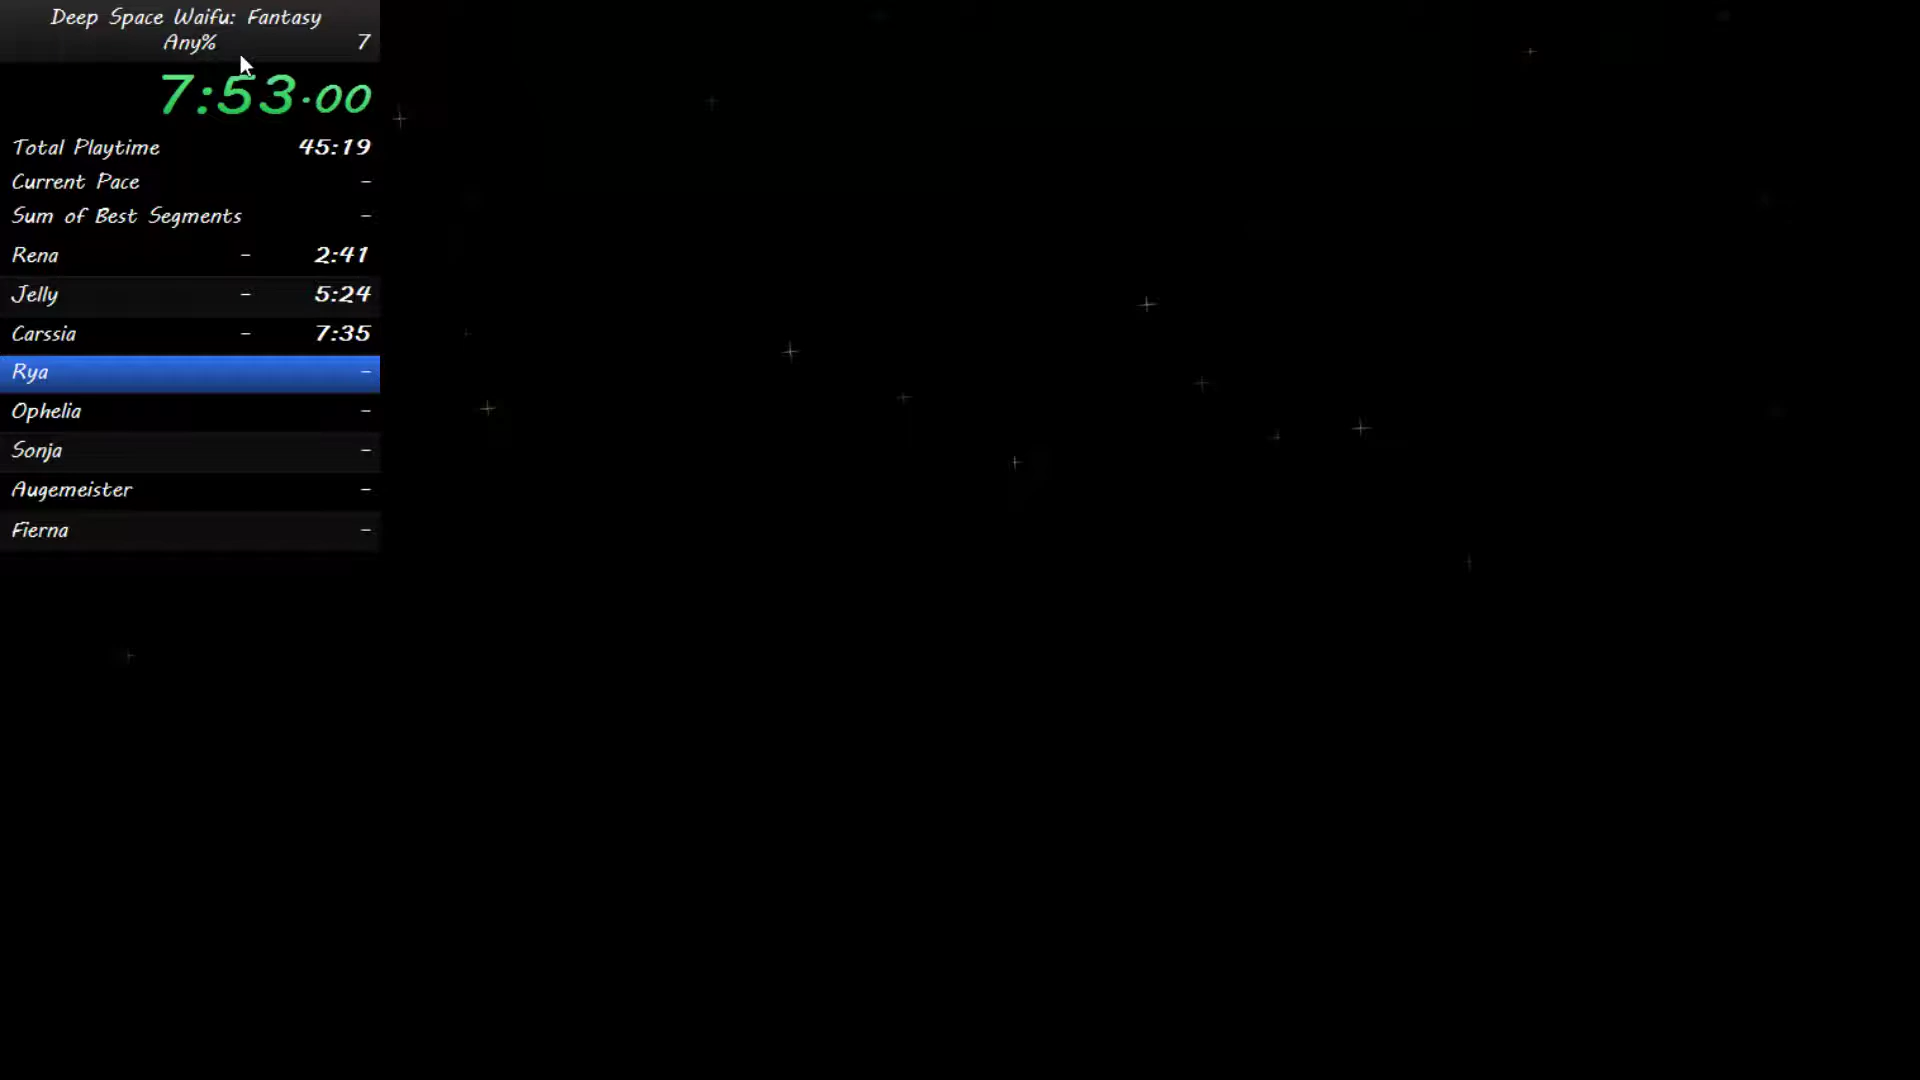 Deep Space Waifu: Fantasy
Any% 7
7:53.00
Total Playtime 45:19
Current Pace -
Sum of Best Segments -
Rena - 2:41
Jelly - 5:24
Carssia - 7:35
Rya -
Ophelia -
Sonja -
Augemeister -
Fierna -